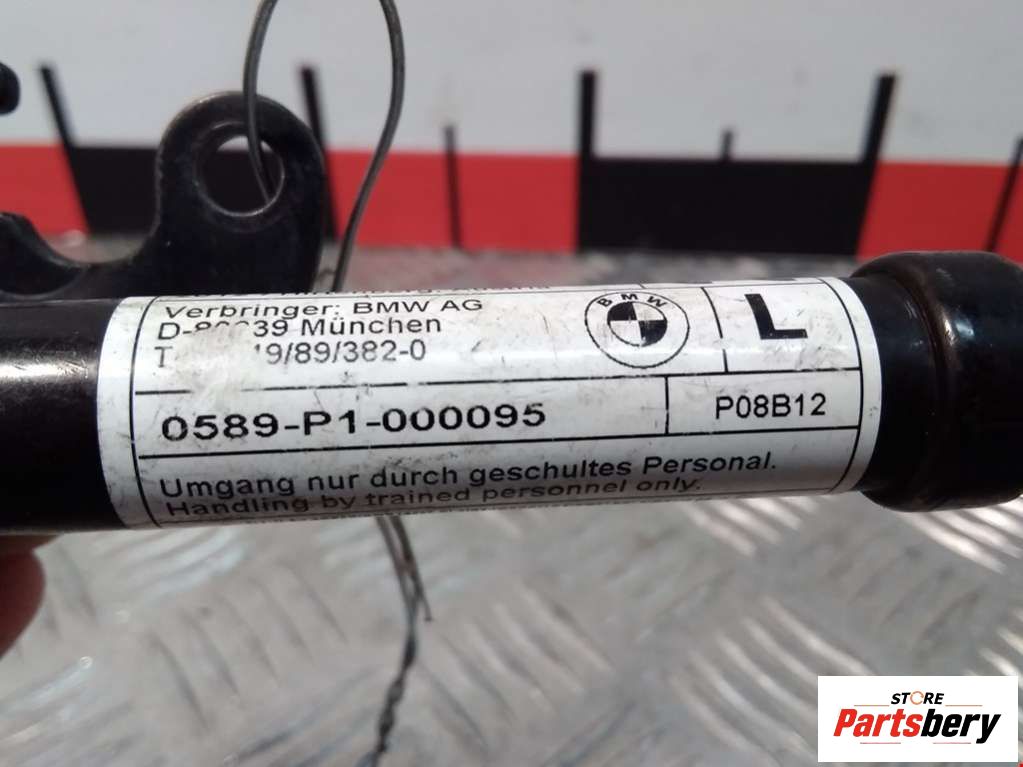 Verbringer: BMW AG
D-80939 München
19/89/382-0
BMW
L
0589-P1-000095
P08B12
Umgang nur durch geschultes Personal.
Handling by trained personnel only.
STORE
Partsbery